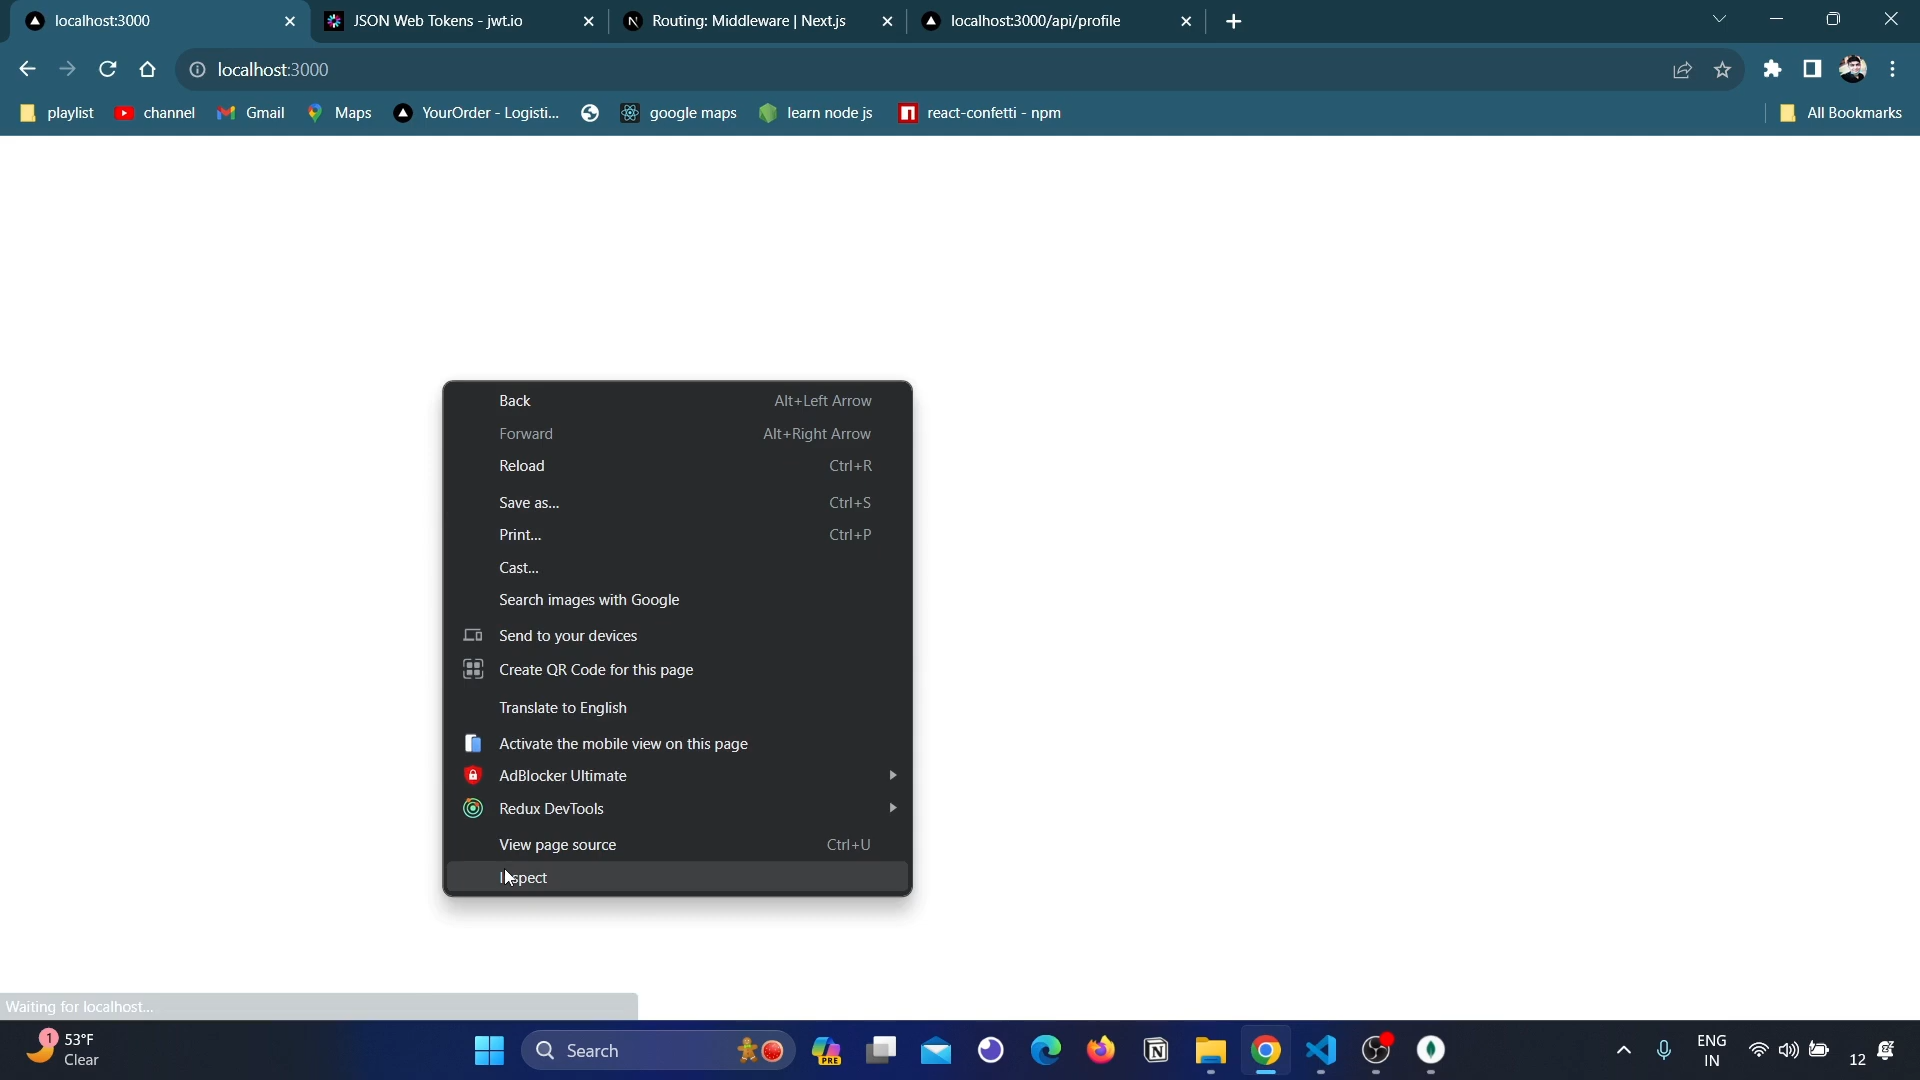 localhost:3000
JSON Web Tokens - jwt.io
Routing: Middleware | Next.js
localhost:3000/api/profile
localhost:3000
playlist
channel
Gmail
Maps
YourOrder - Logisti...
google maps
learn node js
react-confetti - npm
All Bookmarks
Back Alt+Left Arrow
Forward Alt+Right Arrow
Reload Ctrl+R
Save as... Ctrl+S
Print... Ctrl+P
Cast...
Search images with Google
Send to your devices
Create QR Code for this page
Translate to English
Activate the mobile view on this page
AdBlocker Ultimate
Redux DevTools
View page source Ctrl+U
Inspect
Waiting for localhost...
1
53°F
Clear
Search
PRE
ENG
IN
12